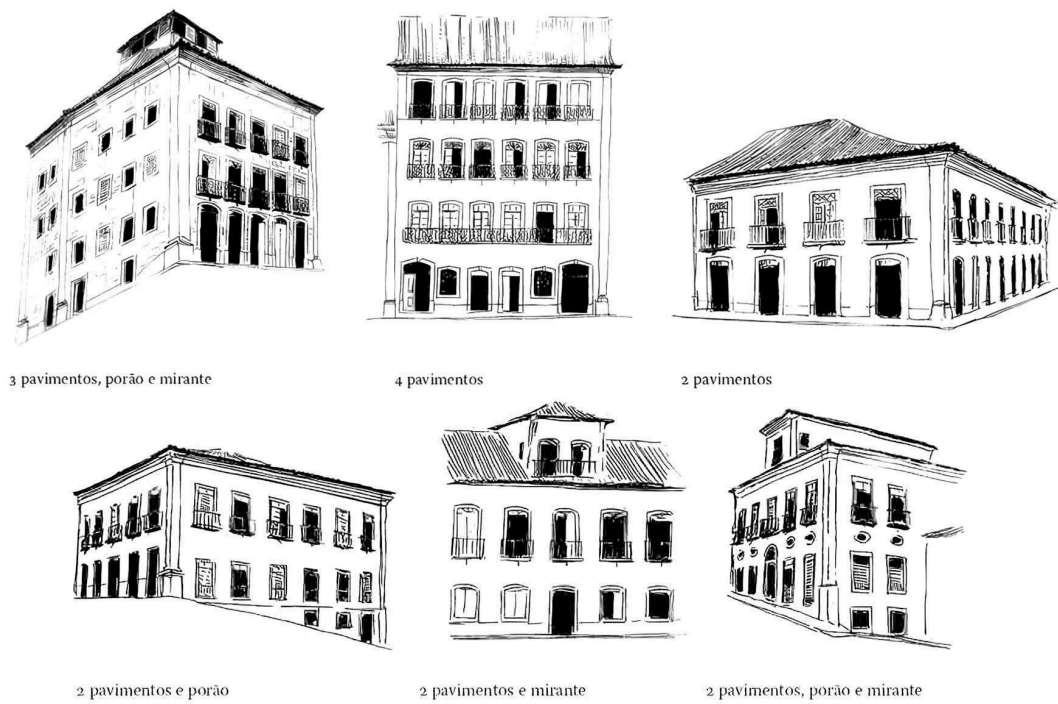 3 pavimentos, porão e mirante
4 pavimentos
2 pavimentos
2 pavimentos e porão
2 pavimentos e mirante
2 pavimentos, porão e mirante